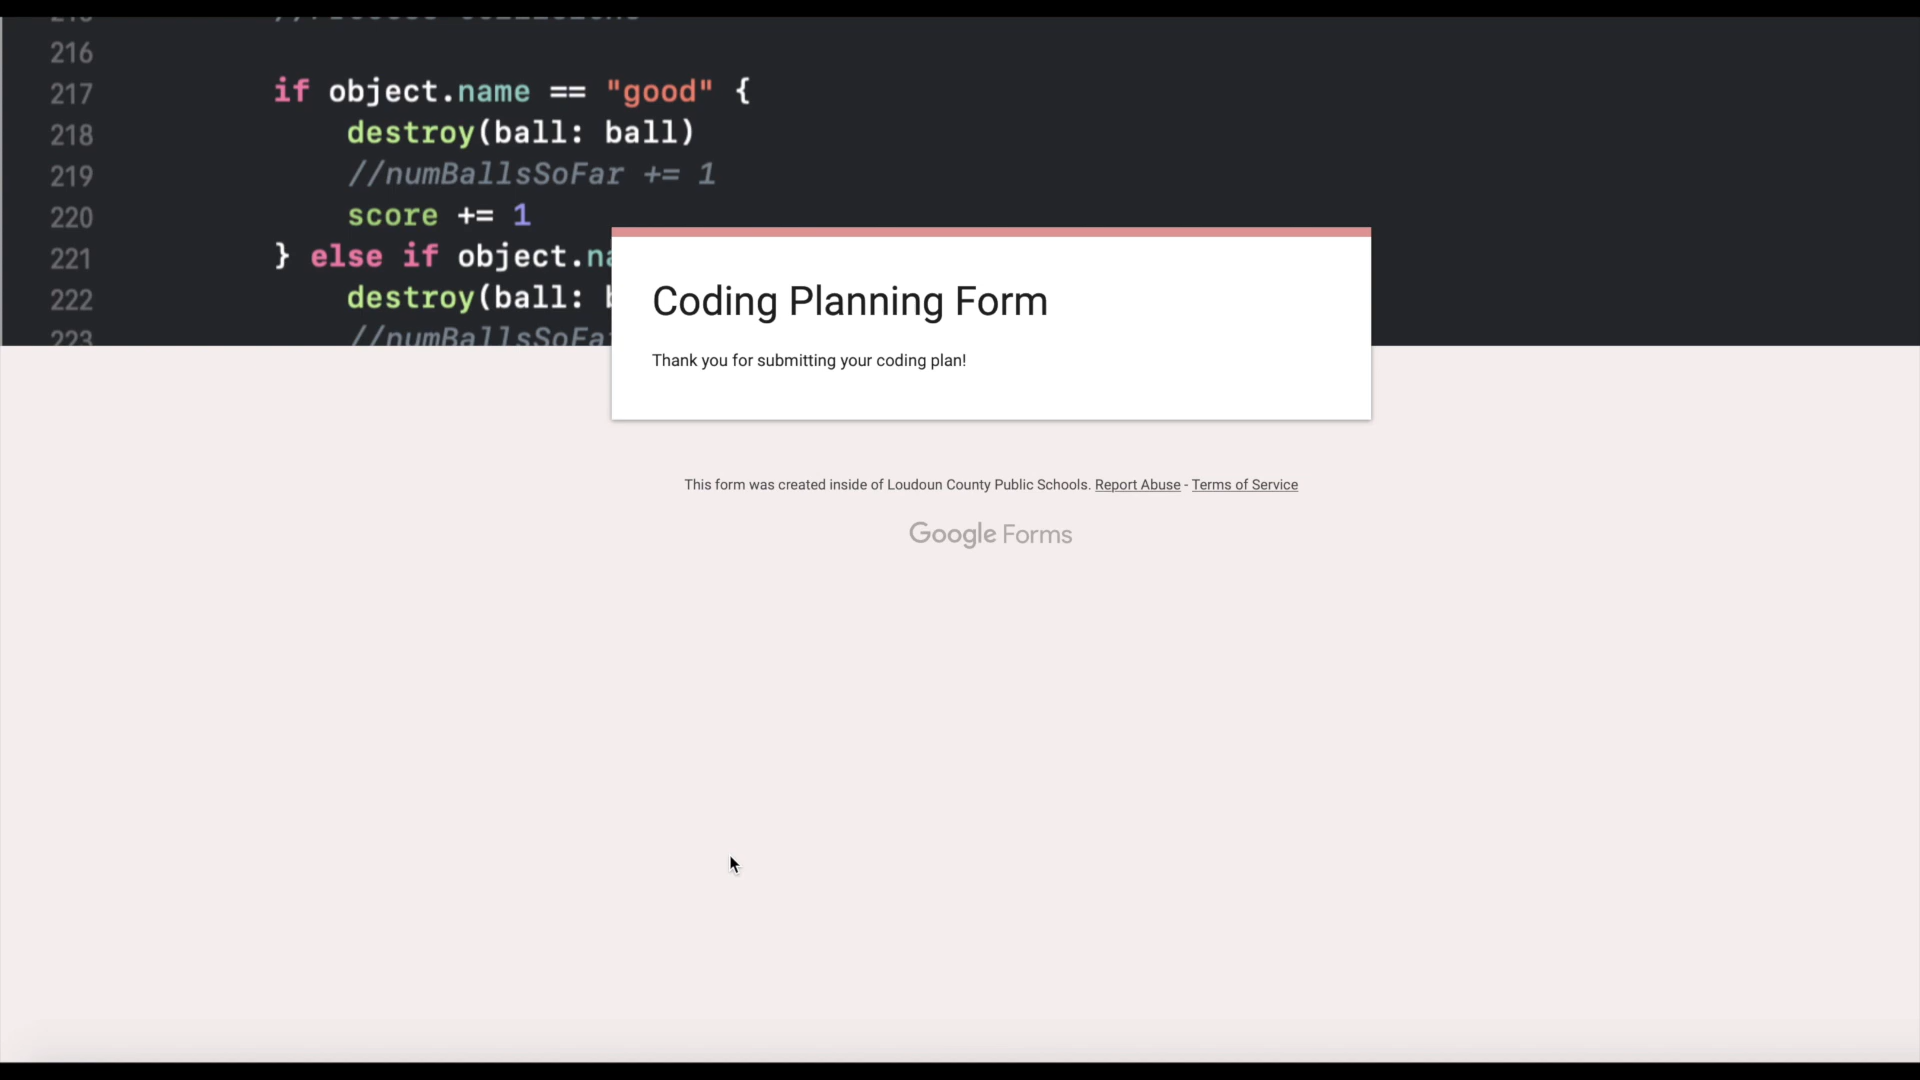 216
217 if object.name == "good" {
218 destroy(ball: ball)
219 //numBallsSoFar += 1
220 score += 1
221 } else if object.na
222 destroy(ball:
223 //numBallsSoFa
Coding Planning Form
Thank you for submitting your coding plan!
This form was created inside of Loudoun County Public Schools. Report Abuse - Terms of Service
Google Forms